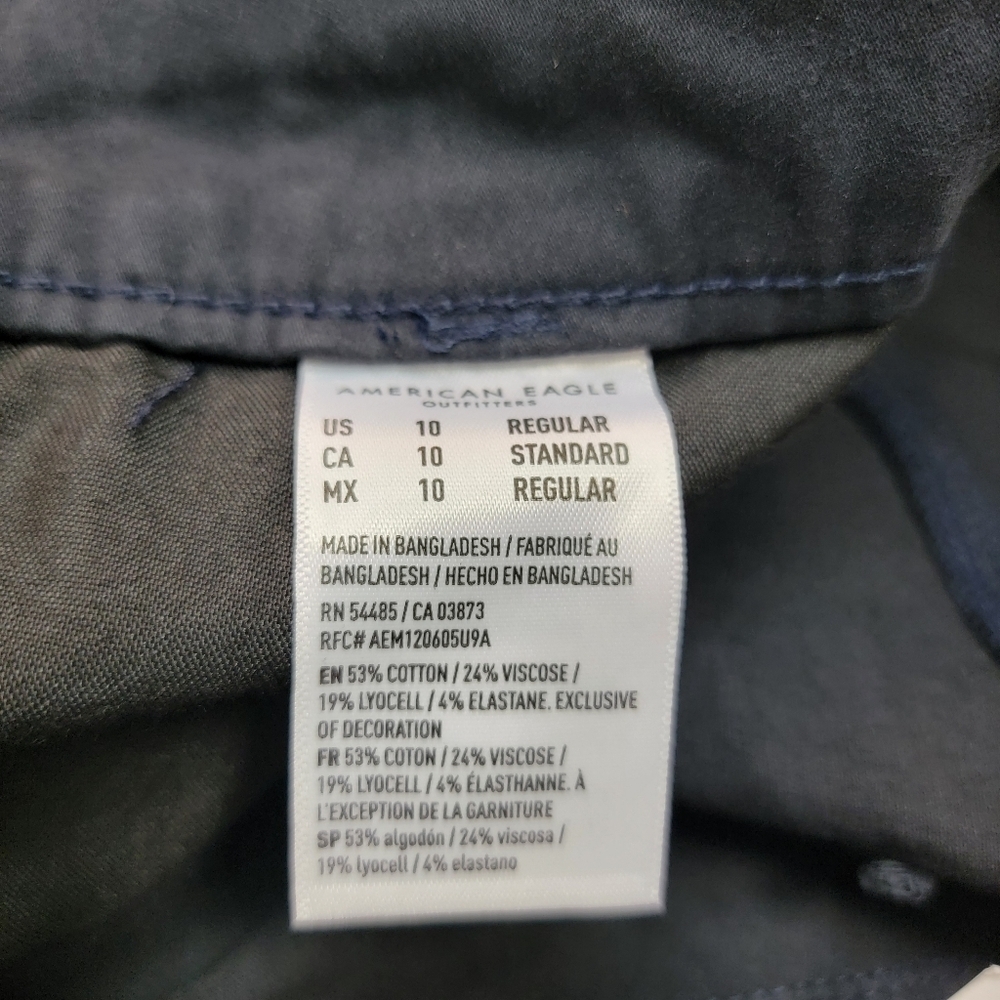 AMERICAN EAGLE
OUTFITTERS
US 10 REGULAR
CA 10 STANDARD
MX 10 REGULAR
MADE IN BANGLADESH / FABRIQUÉ AU
BANGLADESH / HECHO EN BANGLADESH
RN 54485 / CA 03873
RFC# AEM120605U9A
EN 53% COTTON / 24% VISCOSE /
19% LYOCELL / 4% ELASTANE. EXCLUSIVE
OF DECORATION
FR 53% COTON / 24% VISCOSE /
19% LYOCELL / 4% ÉLASTHANNE. À
L'EXCEPTION DE LA GARNITURE
SP 53% algodón / 24% viscosa /
19% lyocell / 4% elastano